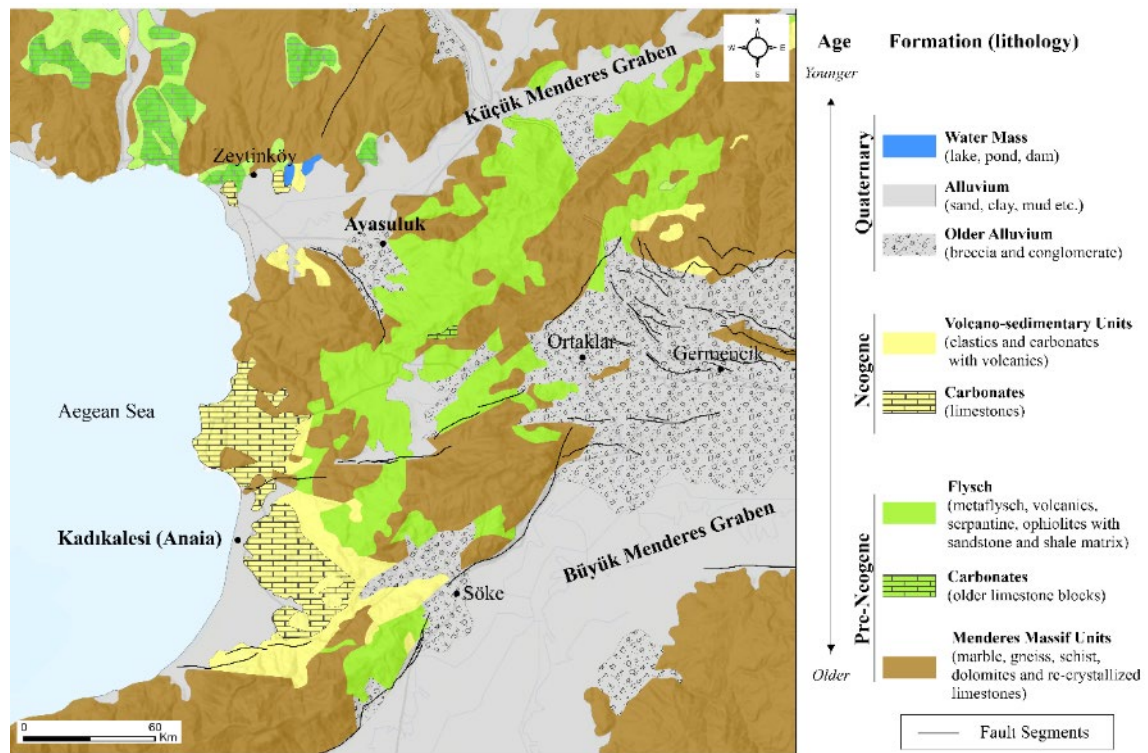 N
W
E
S
Küçük Menderes Graben
Zeytinköy
Ayasuluk
Ortaklar
Germencik
Aegean Sea
Kadıkalesi (Anaia)
Büyük Menderes Graben
Söke
0 60
Km
Age Formation (lithology)
Younger
Quaternary
Water Mass
(lake, pond, dam)
Alluvium
(sand, clay, mud etc.)
Older Alluvium
(breccia and conglomerate)
Neogene
Volcano-sedimentary Units
(clastics and carbonates
with volcanics)
Carbonates
(limestones)
Pre-Neogene
Flysch
(metaflysch, volcanics,
serpantine, ophiolites with
sandstone and shale matrix)
Carbonates
(older limestone blocks)
Menderes Massif Units
(marble, gneiss, schist,
dolomites and re-crystallized
limestones)
Older
Fault Segments